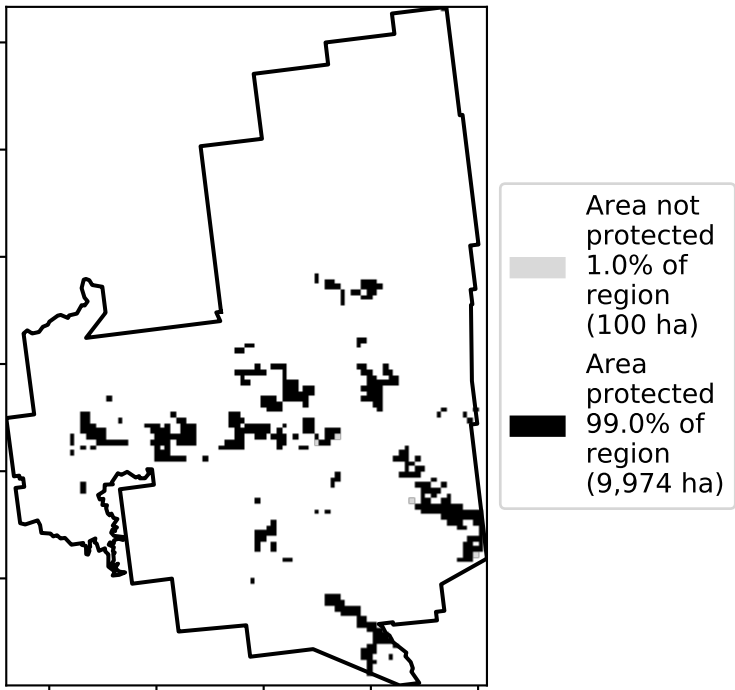 Area not
protected
1.0% of
region
(100 ha)
Area
protected
99.0% of
region
(9,974 ha)